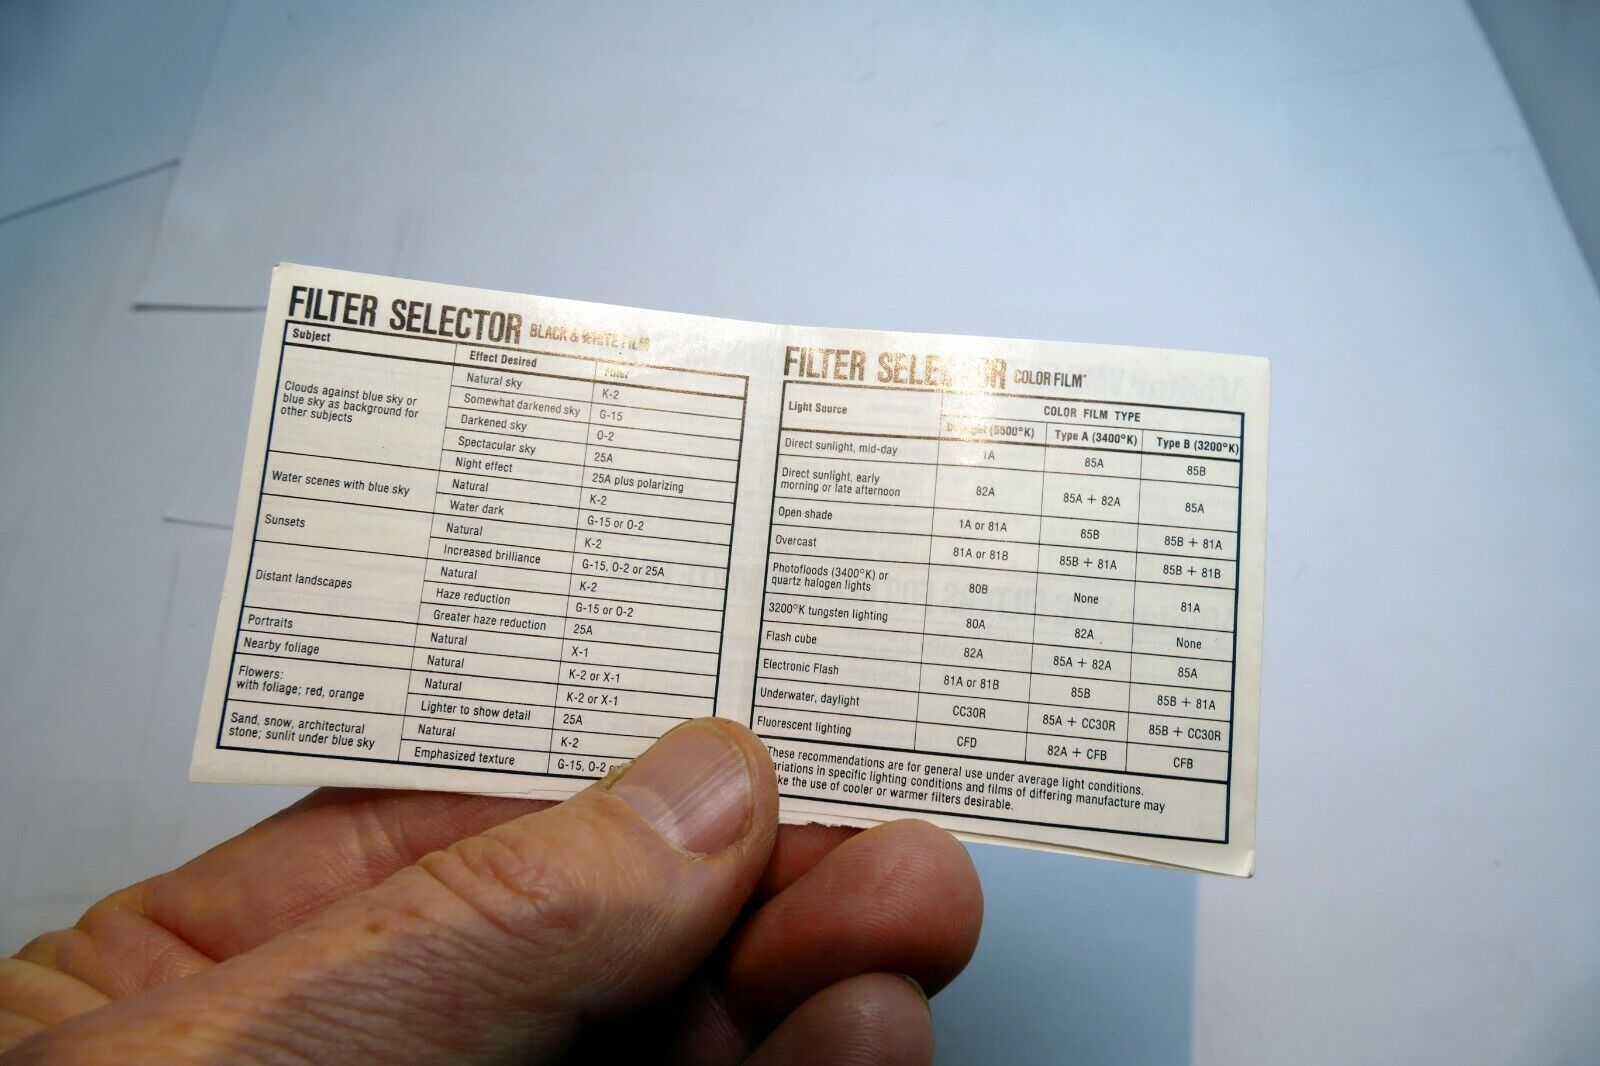 FILTER SELECTOR BLACK & WHITE FILM
Subject Effect Desired Filter
Clouds against blue sky or
blue sky as background for
other subjects
Natural sky K-2
Somewhat darkened sky G-15
Darkened sky O-2
Spectacular sky 25A
Night effect 25A plus polarizing
Water scenes with blue sky Natural K-2
Water dark G-15 or O-2
Sunsets Natural K-2
Increased brilliance G-15, O-2 or 25A
Distant landscapes Natural K-2
Haze reduction G-15 or O-2
Greater haze reduction 25A
Portraits Natural X-1
Nearby foliage Natural K-2 or X-1
Flowers:
with foliage; red, orange
Natural K-2 or X-1
Lighter to show detail 25A
Sand, snow, architectural
stone; sunlit under blue sky
Natural K-2
Emphasized texture G-15, O-2
FILTER SELECTOR COLOR FILM*
Light Source COLOR FILM TYPE
(5500°K) Type A (3400°K) Type B (3200°K)
Direct sunlight, mid-day 1A 85A 85B
Direct sunlight, early
morning or late afternoon 82A 85A + 82A 85A
Open shade 1A or 81A 85B 85B + 81A
Overcast 81A or 81B 85B + 81A 85B + 81B
Photofloods (3400°K) or
quartz halogen lights 80B None 81A
3200°K tungsten lighting 80A 82A None
Flash cube 82A 85A + 82A 85A
Electronic Flash 81A or 81B 85B 85B + 81A
Underwater, daylight CC30R 85A + CC30R 85B + CC30R
Fluorescent lighting CFD 82A + CFB CFB
These recommendations are for general use under average light conditions.
variations in specific lighting conditions and films of differing manufacture may
the use of cooler or warmer filters desirable.